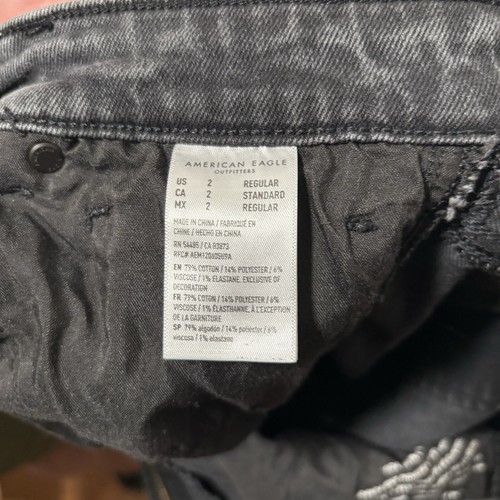 AMERICAN EAGLE
OUTFITTERS
US 2 REGULAR
CA 2 STANDARD
MX 2 REGULAR
MADE IN CHINA / FABRIQUÉ EN
CHINE / HECHO EN CHINA
RN 54485 / CA 03873
RFC# AEM120605H9A
EN 79% COTTON / 14% POLYESTER / 6%
VISCOSE / 1% ELASTANE, EXCLUSIVE OF
DECORATION
FR 79% COTON / 14% POLYESTER / 6%
VISCOSE / 1% ÉLASTHANNE, À L'EXCEPTION
DE LA GARNITURE
SP 79% algodón / 14% poliéster / 6%
viscosa / 1% elastano